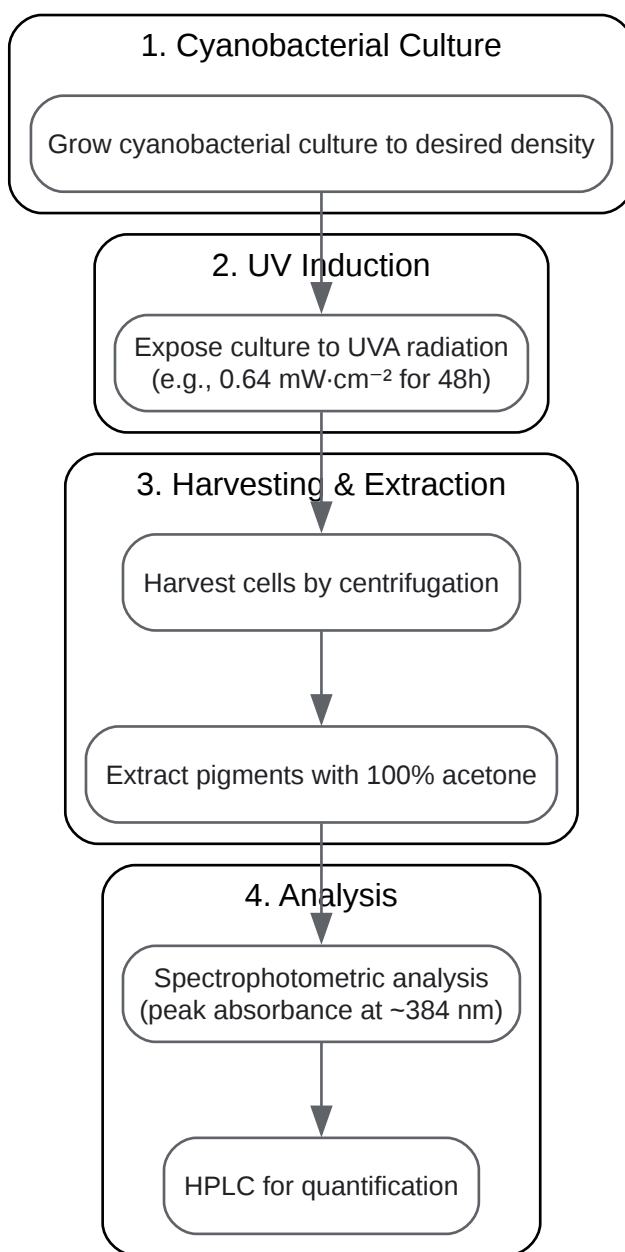 1. Cyanobacterial Culture
Grow cyanobacterial culture to desired density
2. UV Induction
Expose culture to UVA radiation
(e.g., 0.64 mW·cm⁻² for 48h)
3. Harvesting & Extraction
Harvest cells by centrifugation
Extract pigments with 100% acetone
4. Analysis
Spectrophotometric analysis
(peak absorbance at ~384 nm)
HPLC for quantification